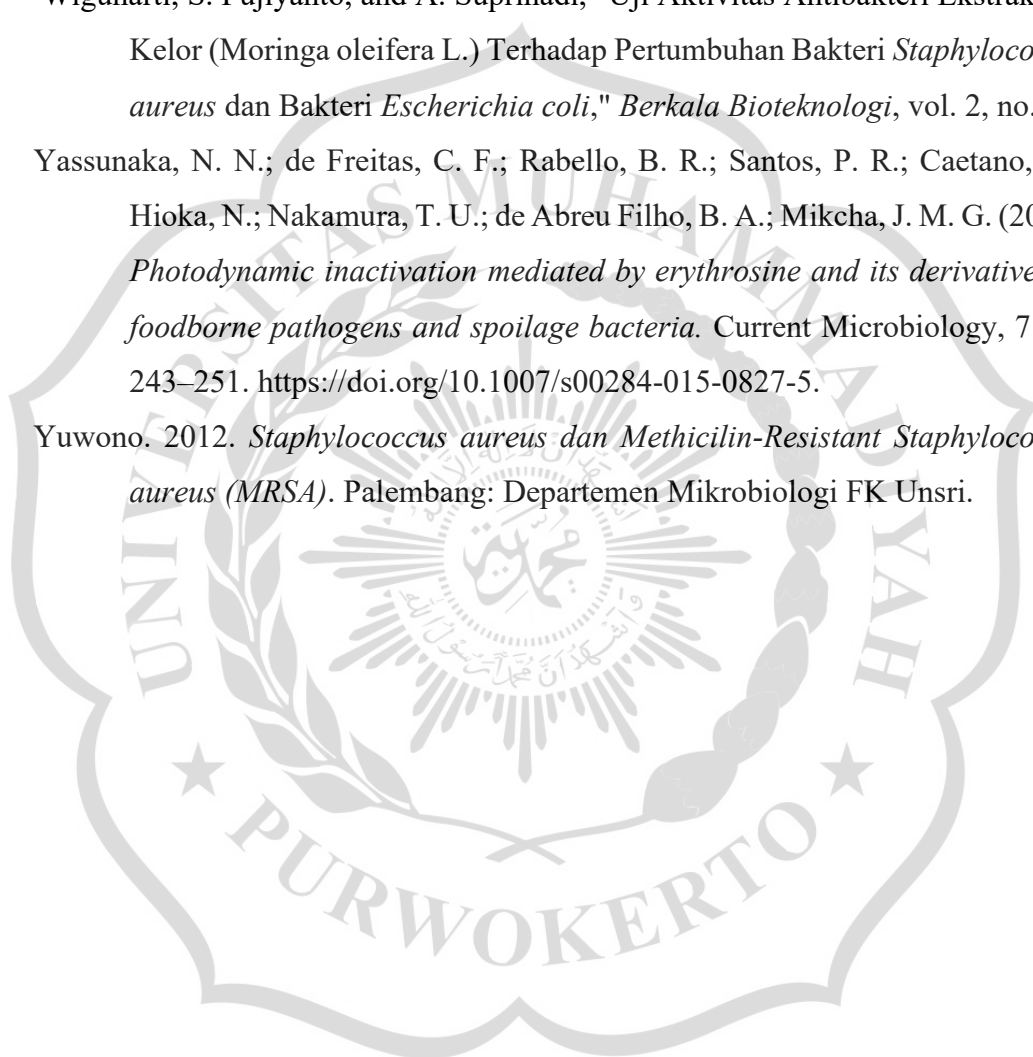 Wigunarti, S. Pujiyanto, and A. Suprihadi, "Uji Aktivitas Antibakteri Ekstrak
Kelor (Moringa oleifera L.) Terhadap Pertumbuhan Bakteri Staphyloco
aureus dan Bakteri Escherichia coli," Berkala Bioteknologi, vol. 2, no.
Yassunaka, N. N.; de Freitas, C. F.; Rabello, B. R.; Santos, P. R.; Caetano,
Hioka, N.; Nakamura, T. U.; de Abreu Filho, B. A.; Mikcha, J. M. G. (20
Photodynamic inactivation mediated by erythrosine and its derivative
foodborne pathogens and spoilage bacteria. Current Microbiology, 7
243–251. https://doi.org/10.1007/s00284-015-0827-5.
Yuwono. 2012. Staphylococcus aureus dan Methicilin-Resistant Staphyloco
aureus (MRSA). Palembang: Departemen Mikrobiologi FK Unsri.
UNIVERSITAS MUHAMMADIYAH
PURWOKERTO